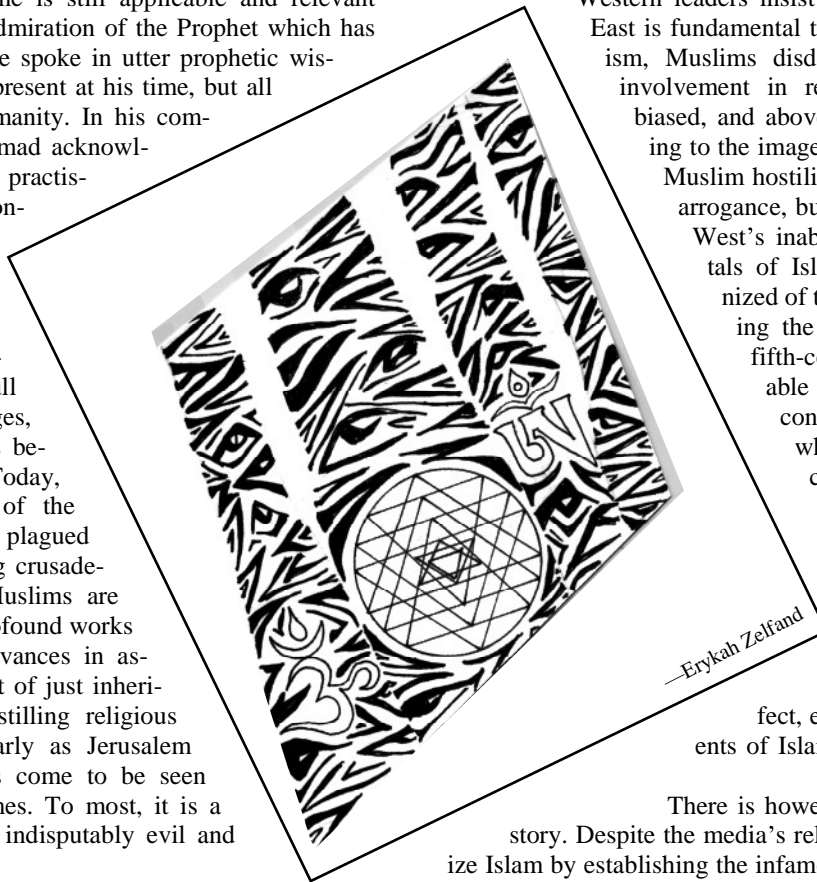 me is still applicable and relevant
dmiration of the Prophet which has
e spoke in utter prophetic wis-
present at his time, but all
manity. In his com-
mad acknowl-
practis-
on-
ll
ges,
be-
Today,
of the
plagued
g crusade-
Muslims are
ofound works
vances in as-
t of just inheri-
stilling religious
arly as Jerusalem
s come to be seen
nes. To most, it is a
indisputably evil and
ॐ
—Erykah Zelfand
Western leaders insist
East is fundamental t
ism, Muslims disd
involvement in re
biased, and above
ing to the image
Muslim hostili
arrogance, bu
West's inab
tals of Isl
nized of t
ing the
fifth-c
able
con
wh
c
fect, e
ents of Islam
There is howe
story. Despite the media's rel
ize Islam by establishing the infam